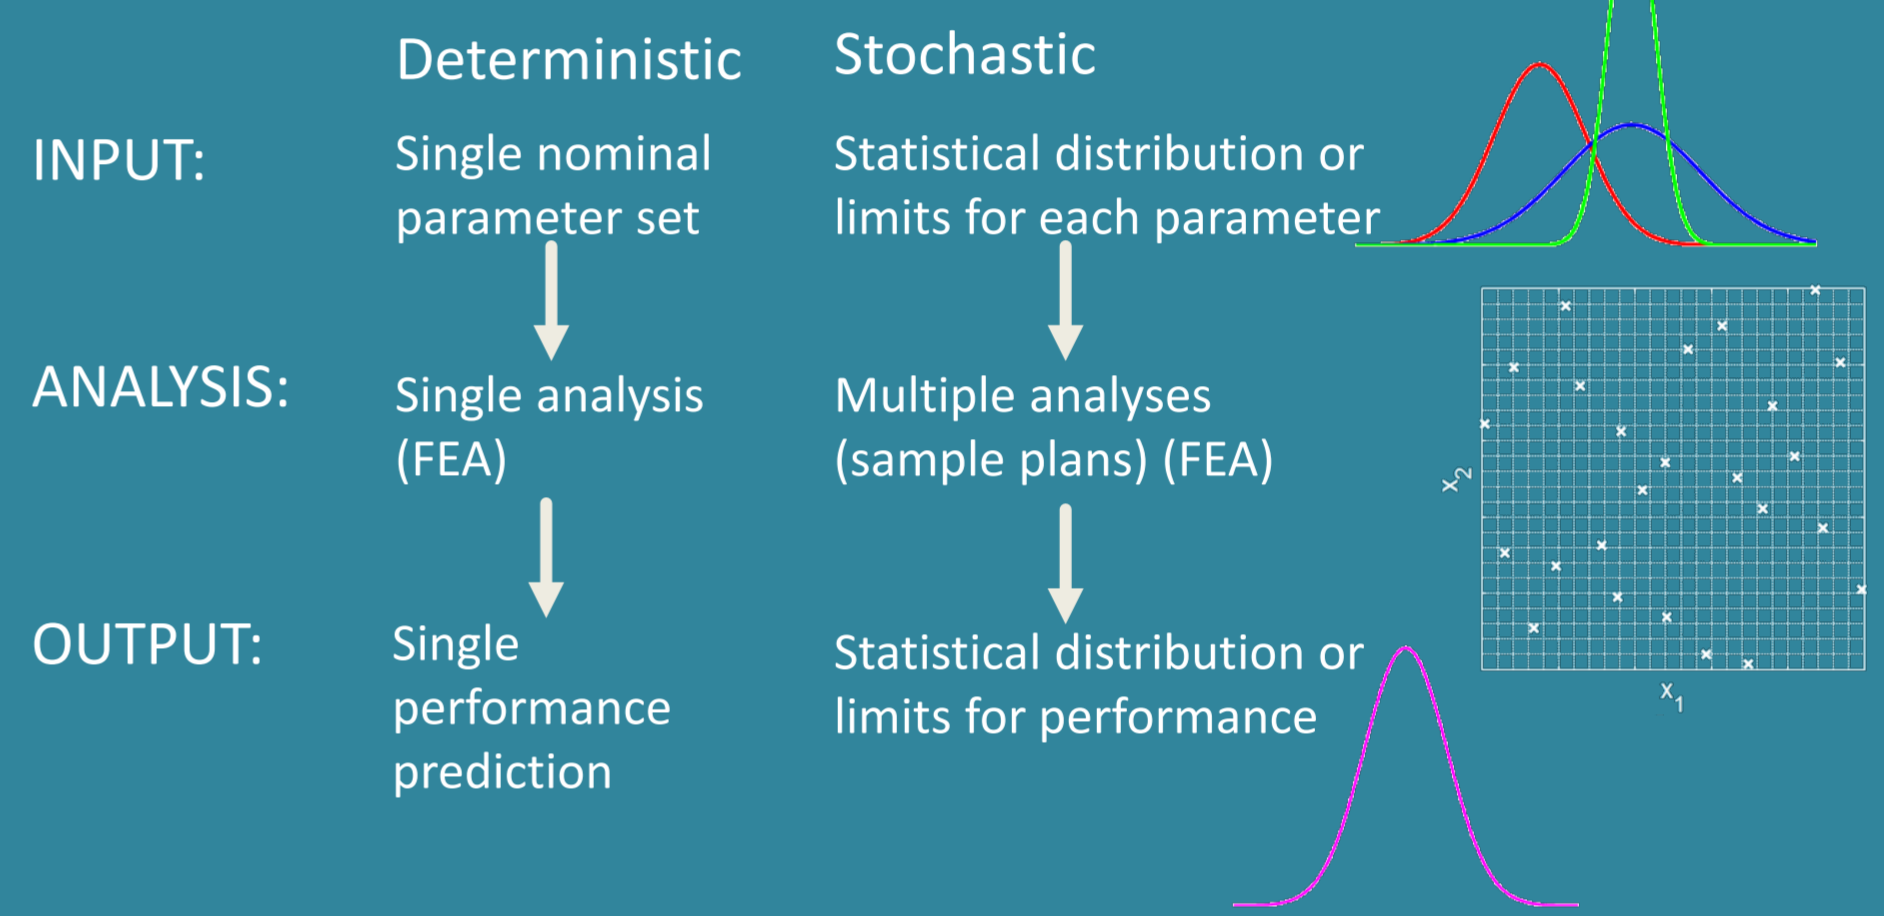 Deterministic
Stochastic
INPUT:
Single nominal
parameter set
Statistical distribution or
limits for each parameter
ANALYSIS:
Single analysis
(FEA)
Multiple analyses
(sample plans) (FEA)
x2
x1
OUTPUT:
Single
performance
prediction
Statistical distribution or
limits for performance